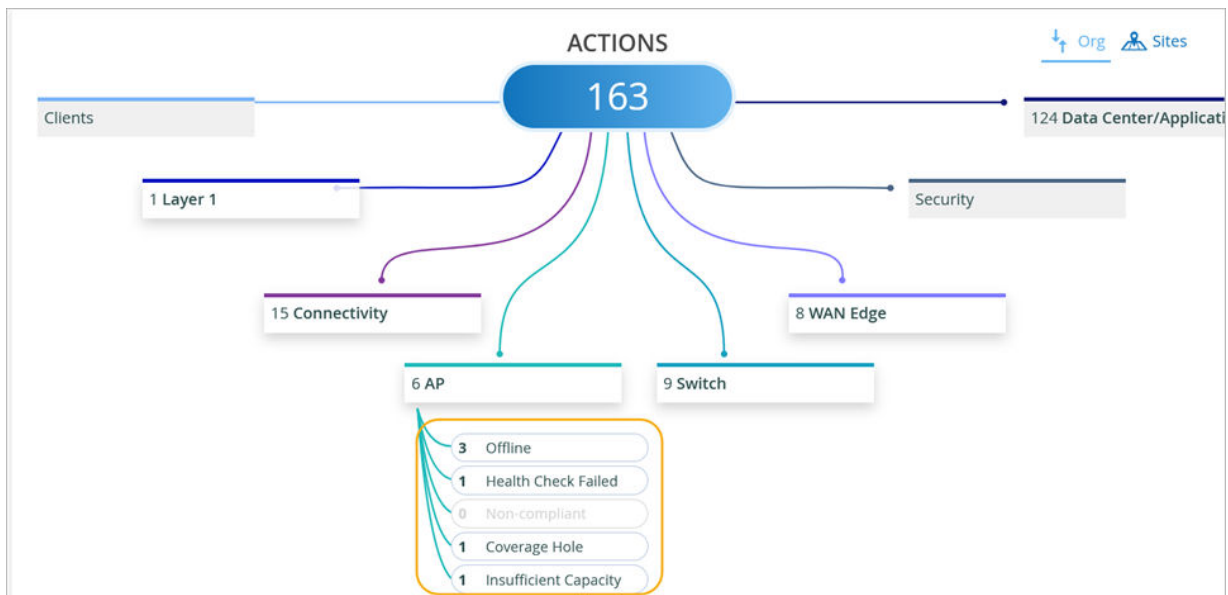 ACTIONS
163
Org
Sites
Clients
124 Data Center/Applicati
1 Layer 1
Security
15 Connectivity
8 WAN Edge
6 AP
9 Switch
3 Offline
1 Health Check Failed
0 Non-compliant
1 Coverage Hole
1 Insufficient Capacity